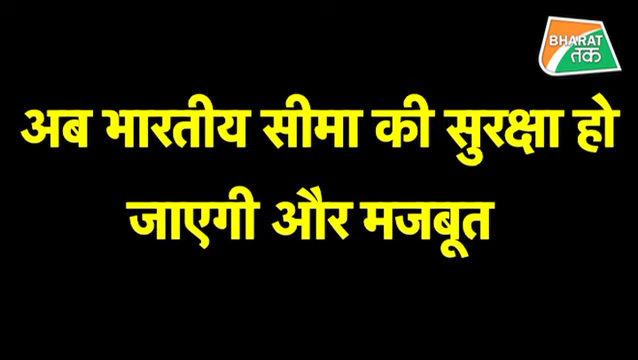 BHARAT
तक
अब भारतीय सीमा की सुरक्षा हो
जाएगी और मजबूत